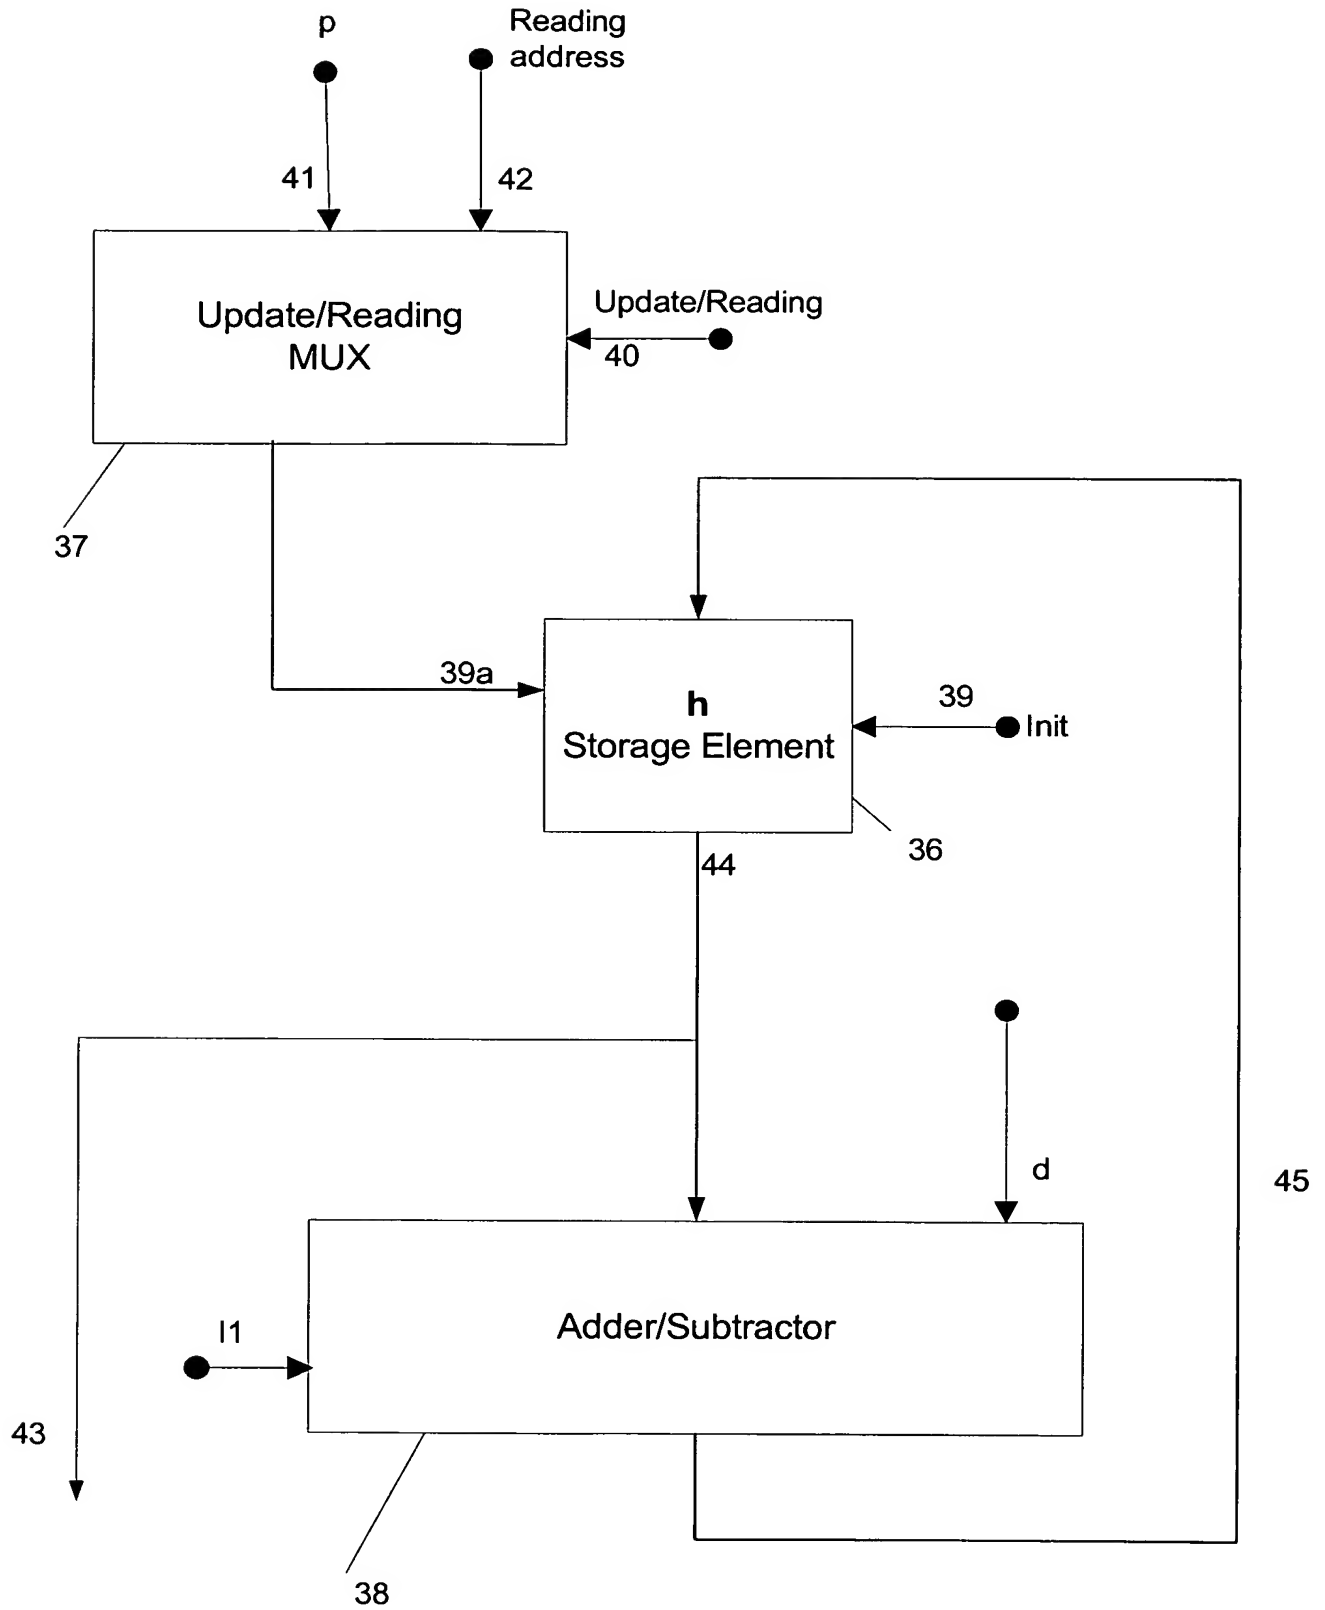 p
Reading
address
41
42
Update/Reading
MUX
Update/Reading
40
37
39a
h
Storage Element
39
Init
36
44
d
45
Adder/Subtractor
I1
43
38